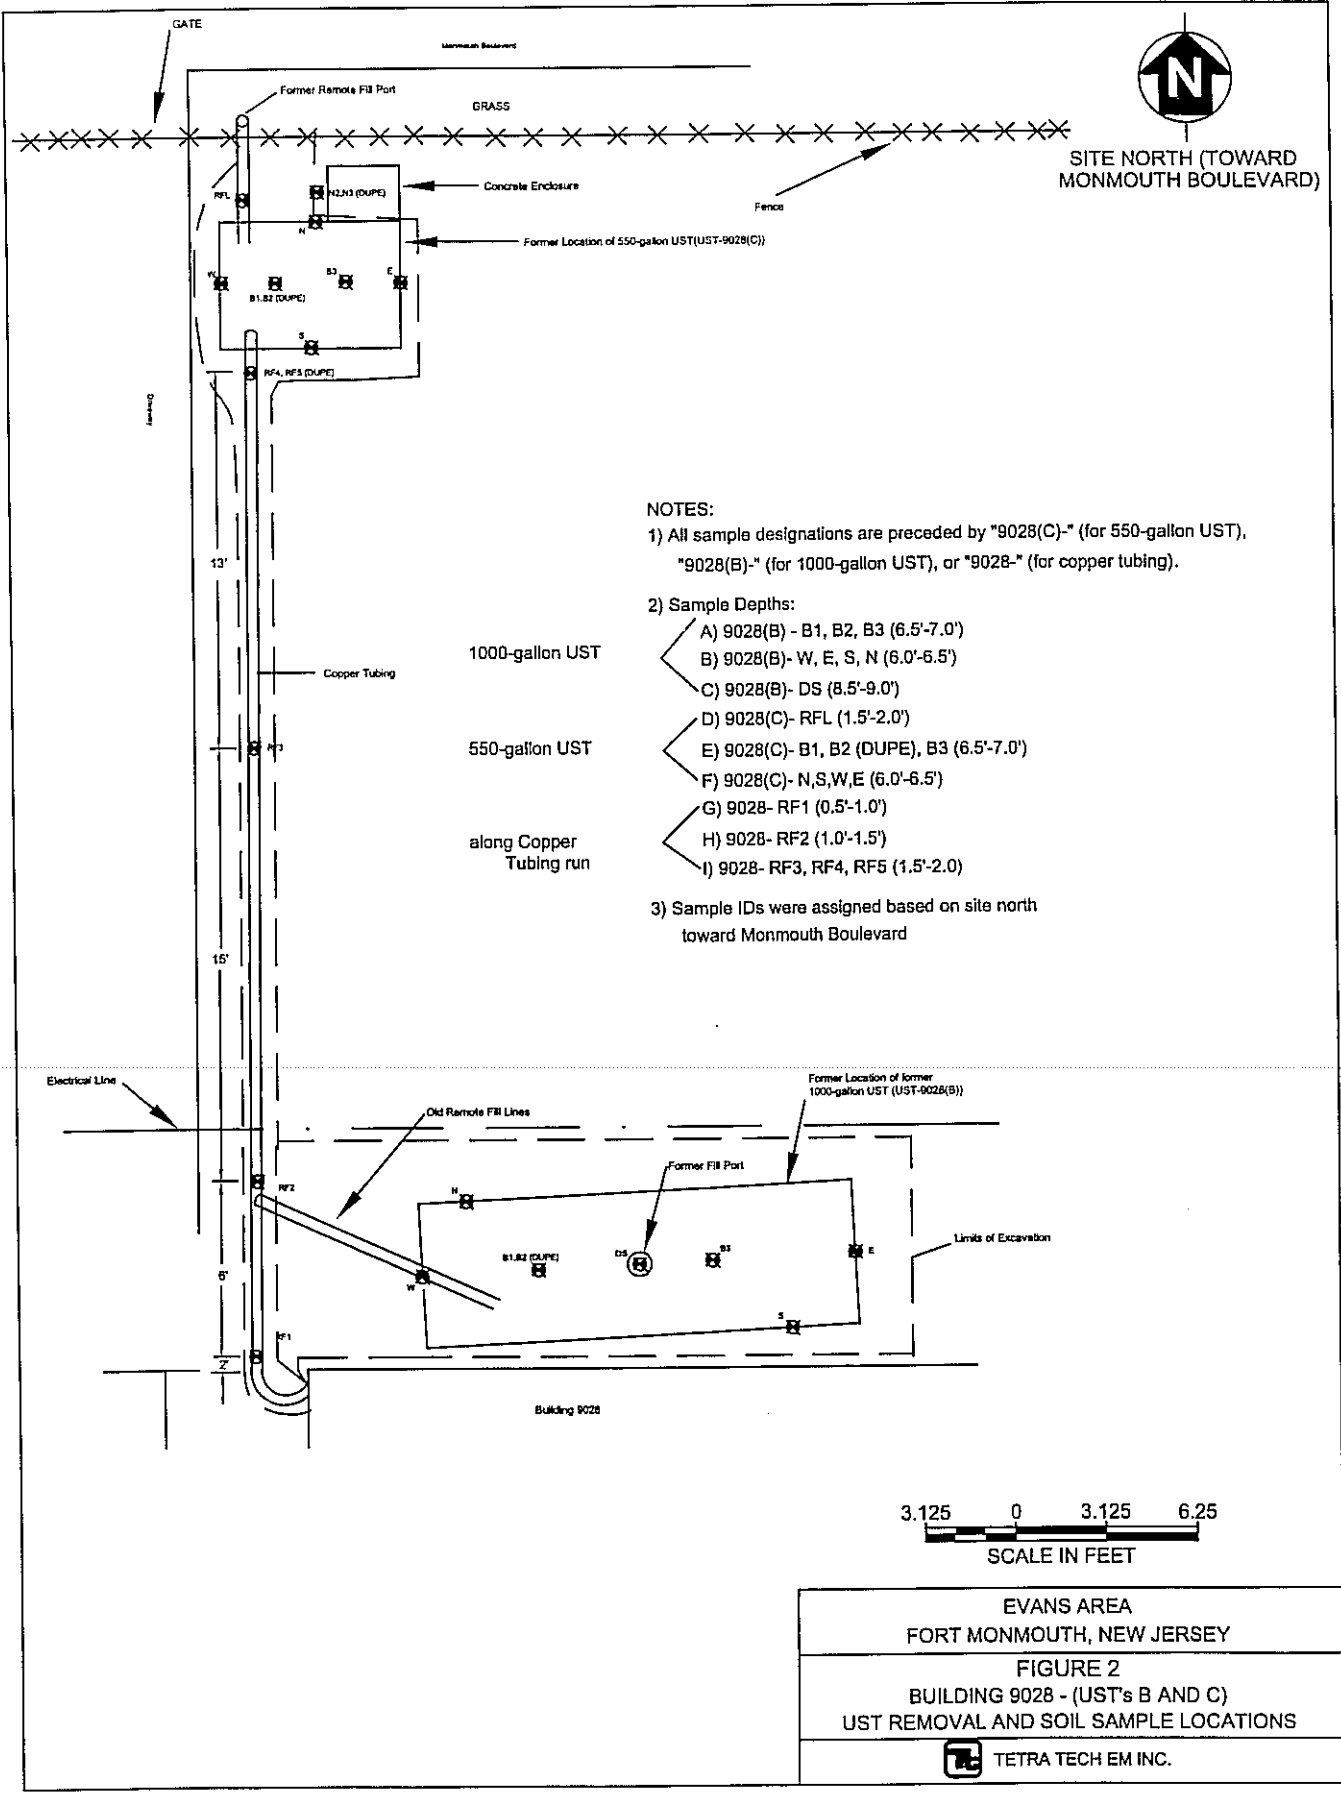 GATE
Monmouth Boulevard
Former Remote Fill Port
GRASS
N
SITE NORTH (TOWARD
MONMOUTH BOULEVARD)
RFL
N2,N3 (DUPE)
Concrete Enclosure
Fence
N
Former Location of 550-gallon UST(UST-9028(C))
W
B1,B2 (DUPE)
B3
E
S
RF4, RF5 (DUPE)
Driveway
NOTES:
1) All sample designations are preceded by "9028(C)-" (for 550-gallon UST),
"9028(B)-" (for 1000-gallon UST), or "9028-" (for copper tubing).
13'
2) Sample Depths:
1000-gallon UST
A) 9028(B) - B1, B2, B3 (6.5'-7.0')
B) 9028(B)- W, E, S, N (6.0'-6.5')
C) 9028(B)- DS (8.5'-9.0')
Copper Tubing
550-gallon UST
D) 9028(C)- RFL (1.5'-2.0')
E) 9028(C)- B1, B2 (DUPE), B3 (6.5'-7.0')
F) 9028(C)- N,S,W,E (6.0'-6.5')
RF3
along Copper
Tubing run
G) 9028- RF1 (0.5'-1.0')
H) 9028- RF2 (1.0'-1.5')
I) 9028- RF3, RF4, RF5 (1.5'-2.0)
3) Sample IDs were assigned based on site north
toward Monmouth Boulevard
15'
Electrical Line
Old Remote Fill Lines
Former Location of former
1000-gallon UST (UST-9028(B))
Former Fill Port
RF2
N
B1,B2 (DUPE)
DS
B3
E
Limits of Excavation
W
6'
S
RF1
2'
Building 9028
3.125 0 3.125 6.25
SCALE IN FEET
EVANS AREA
FORT MONMOUTH, NEW JERSEY
FIGURE 2
BUILDING 9028 - (UST's B AND C)
UST REMOVAL AND SOIL SAMPLE LOCATIONS
TETRA TECH EM INC.